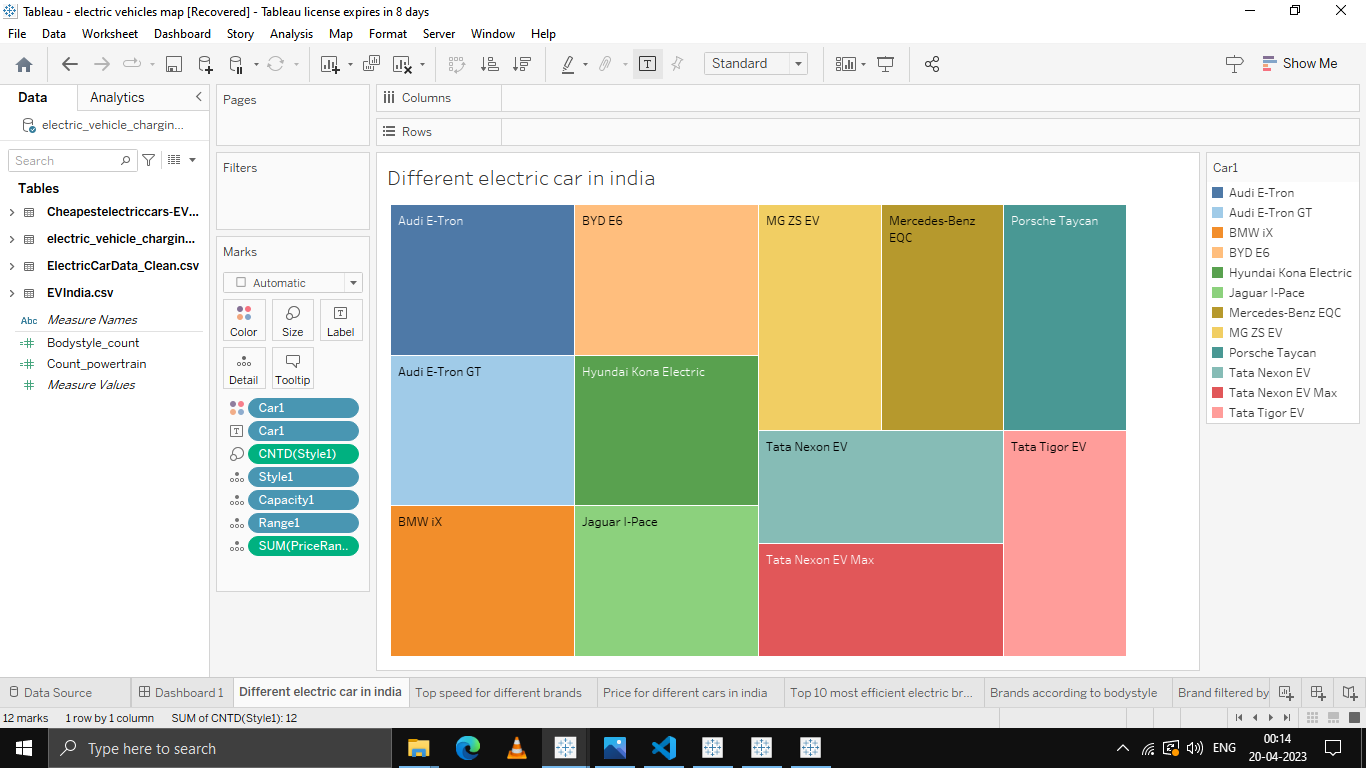 Tableau - electric vehicles map [Recovered] - Tableau license expires in 8 days
File Data Worksheet Dashboard Story Analysis Map Format Server Window Help
Standard
Show Me
Data Analytics
electric_vehicle_chargin...
Search
Tables
Cheapestelectriccars-EV...
electric_vehicle_chargin...
ElectricCarData_Clean.csv
EVIndia.csv
Abc Measure Names
Bodystyle_count
Count_powertrain
Measure Values
Pages
Filters
Marks
Automatic
Color Size Label
Detail Tooltip
Car1
Car1
CNTD(Style1)
Style1
Capacity1
Range1
SUM(PriceRan..
Columns
Rows
Different electric car in india
Audi E-Tron
BYD E6
MG ZS EV
Mercedes-Benz
EQC
Porsche Taycan
Audi E-Tron GT
Hyundai Kona Electric
Tata Nexon EV
Tata Tigor EV
BMW iX
Jaguar I-Pace
Tata Nexon EV Max
Car1
Audi E-Tron
Audi E-Tron GT
BMW iX
BYD E6
Hyundai Kona Electric
Jaguar I-Pace
Mercedes-Benz EQC
MG ZS EV
Porsche Taycan
Tata Nexon EV
Tata Nexon EV Max
Tata Tigor EV
Data Source Dashboard 1 Different electric car in india Top speed for different brands Price for different cars in india Top 10 most efficient electric br... Brands according to bodystyle Brand filtered by
12 marks 1 row by 1 column SUM of CNTD(Style1): 12
Type here to search
ENG
00:14
20-04-2023